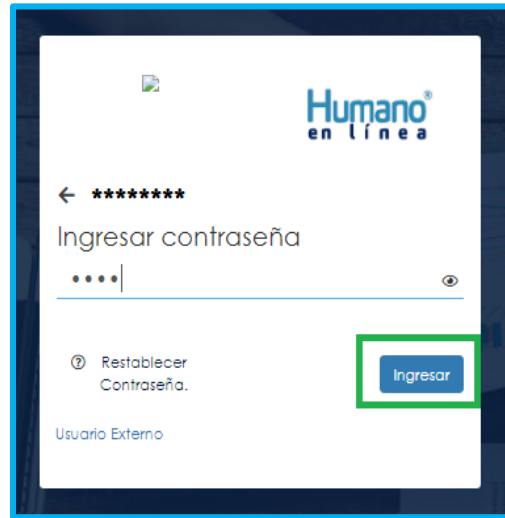 Humano®
en línea
********
Ingresar contraseña
••••
Restablecer
Contraseña.
Ingresar
Usuario Externo